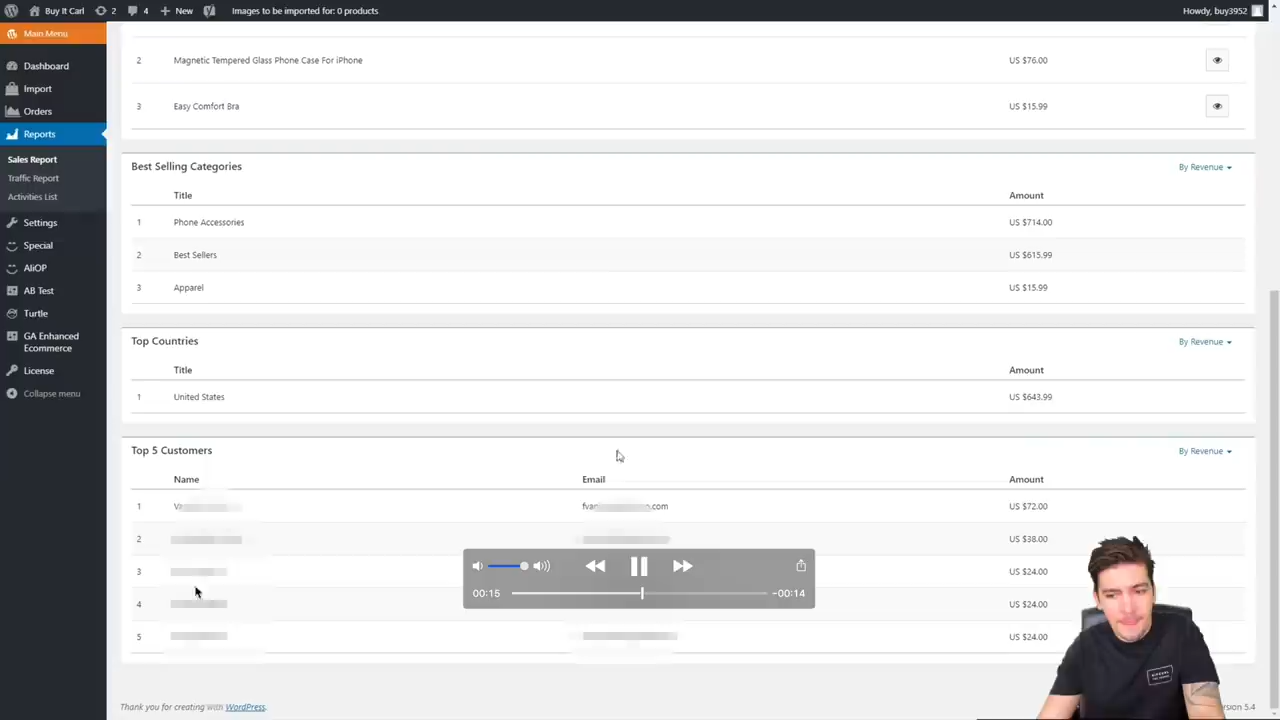 Buy It Carl 2 4 New Images to be imported for: 0 products Howdy, buy3952
Main Menu
Dashboard
Import
Orders
Reports
Sales Report
Traffic Report
Activities List
Settings
Special
AliOP
AB Test
Turtle
GA Enhanced
Ecommerce
License
Collapse menu
2 Magnetic Tempered Glass Phone Case For iPhone US $76.00
3 Easy Comfort Bra US $15.99
Best Selling Categories By Revenue
Title Amount
1 Phone Accessories US $714.00
2 Best Sellers US $615.99
3 Apparel US $15.99
Top Countries By Revenue
Title Amount
1 United States US $643.99
Top 5 Customers By Revenue
Name Email Amount
1 US $72.00
2 US $38.00
3 US $24.00
4 US $24.00
5 US $24.00
00:15 -00:14
Thank you for creating with WordPress. 5.4